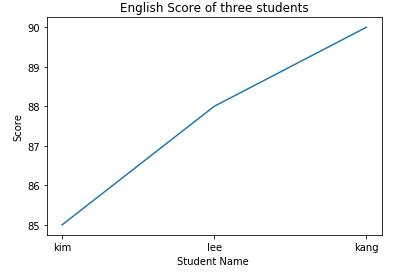 English Score of three students
90
89
88
87
86
85
Score
kim lee kang
Student Name